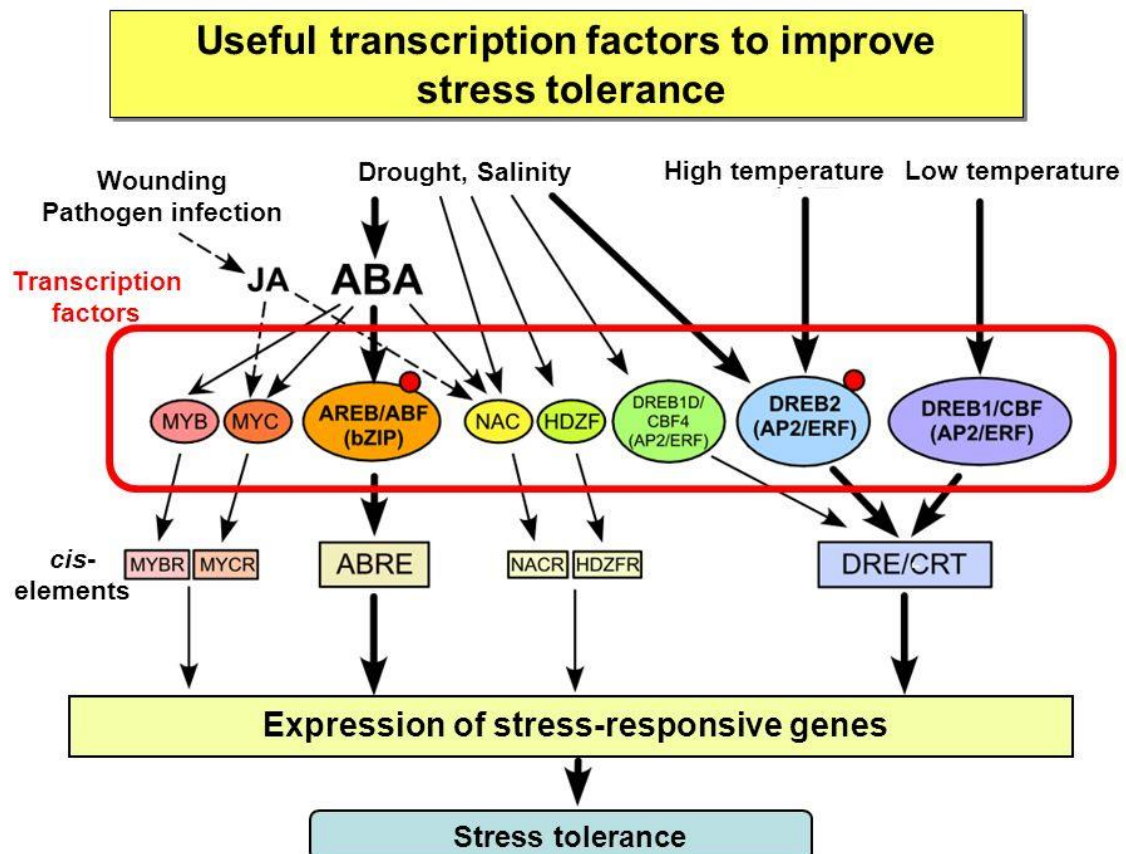 Useful transcription factors to improve
stress tolerance
Wounding
Pathogen infection
Drought, Salinity
High temperature
Low temperature
Transcription
factors
JA
ABA
MYB
MYC
AREB/ABF
(bZIP)
NAC
HDZF
DREB1D/
CBF4
(AP2/ERF)
DREB2
(AP2/ERF)
DREB1/CBF
(AP2/ERF)
cis-
elements
MYBR
MYCR
ABRE
NACR
HDZFR
DRE/CRT
Expression of stress-responsive genes
Stress tolerance